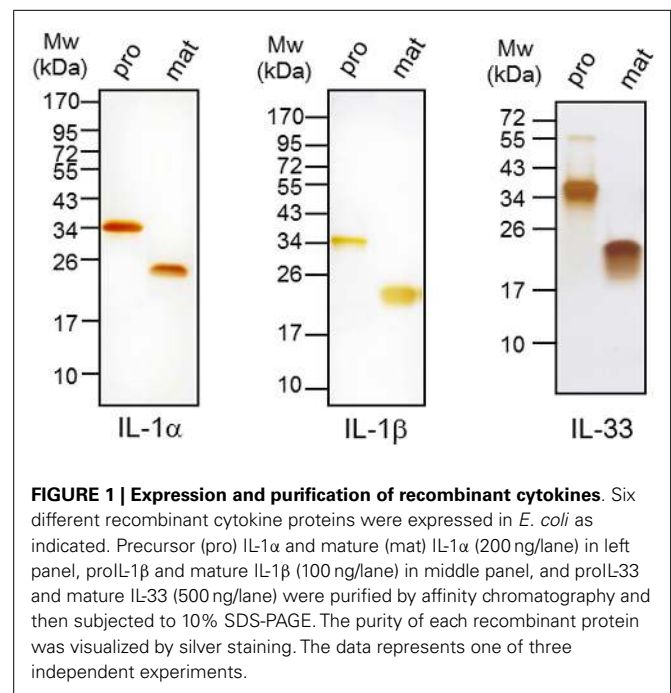 Mw
(kDa)
pro
mat
170
95
72
55
43
34
26
17
10
IL-1α
Mw
(kDa)
pro
mat
170
95
72
55
43
34
26
17
10
IL-1β
Mw
(kDa)
pro
mat
72
55
43
34
26
17
10
IL-33
FIGURE 1 | Expression and purification of recombinant cytokines. Six
different recombinant cytokine proteins were expressed in E. coli as
indicated. Precursor (pro) IL-1α and mature (mat) IL-1α (200 ng/lane) in left
panel, proIL-1β and mature IL-1β (100 ng/lane) in middle panel, and proIL-33
and mature IL-33 (500 ng/lane) were purified by affinity chromatography and
then subjected to 10% SDS-PAGE. The purity of each recombinant protein
was visualized by silver staining. The data represents one of three
independent experiments.